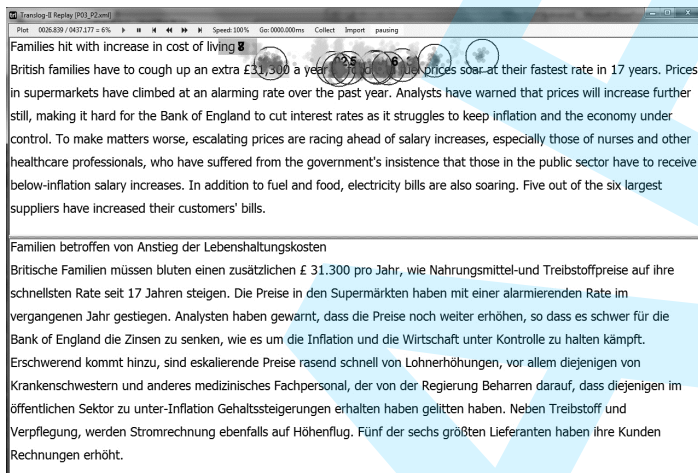 Translog-II Replay [P03_P2.xml]
Plot 0026.839 / 0437.177 = 6% Speed: 100% Go: 0000.000ms Collect Import pausing
Families hit with increase in cost of living 8
British families have to cough up an extra £31,300 a year fuel prices soar at their fastest rate in 17 years. Prices
in supermarkets have climbed at an alarming rate over the past year. Analysts have warned that prices will increase further
still, making it hard for the Bank of England to cut interest rates as it struggles to keep inflation and the economy under
control. To make matters worse, escalating prices are racing ahead of salary increases, especially those of nurses and other
healthcare professionals, who have suffered from the government's insistence that those in the public sector have to receive
below-inflation salary increases. In addition to fuel and food, electricity bills are also soaring. Five out of the six largest
suppliers have increased their customers' bills.
Familien betroffen von Anstieg der Lebenshaltungskosten
Britische Familien müssen bluten einen zusätzlichen £ 31.300 pro Jahr, wie Nahrungsmittel-und Treibstoffpreise auf ihre
schnellsten Rate seit 17 Jahren steigen. Die Preise in den Supermärkten haben mit einer alarmierenden Rate im
vergangenen Jahr gestiegen. Analysten haben gewarnt, dass die Preise noch weiter erhöhen, so dass es schwer für die
Bank of England die Zinsen zu senken, wie es um die Inflation und die Wirtschaft unter Kontrolle zu halten kämpft.
Erschwerend kommt hinzu, sind eskalierende Preise rasend schnell von Lohnerhöhungen, vor allem diejenigen von
Krankenschwestern und anderes medizinisches Fachpersonal, der von der Regierung Beharren darauf, dass diejenigen im
öffentlichen Sektor zu unter-Inflation Gehaltssteigerungen erhalten haben gelitten haben. Neben Treibstoff und
Verpflegung, werden Stromrechnung ebenfalls auf Höhenflug. Fünf der sechs größten Lieferanten haben ihre Kunden
Rechnungen erhöht.